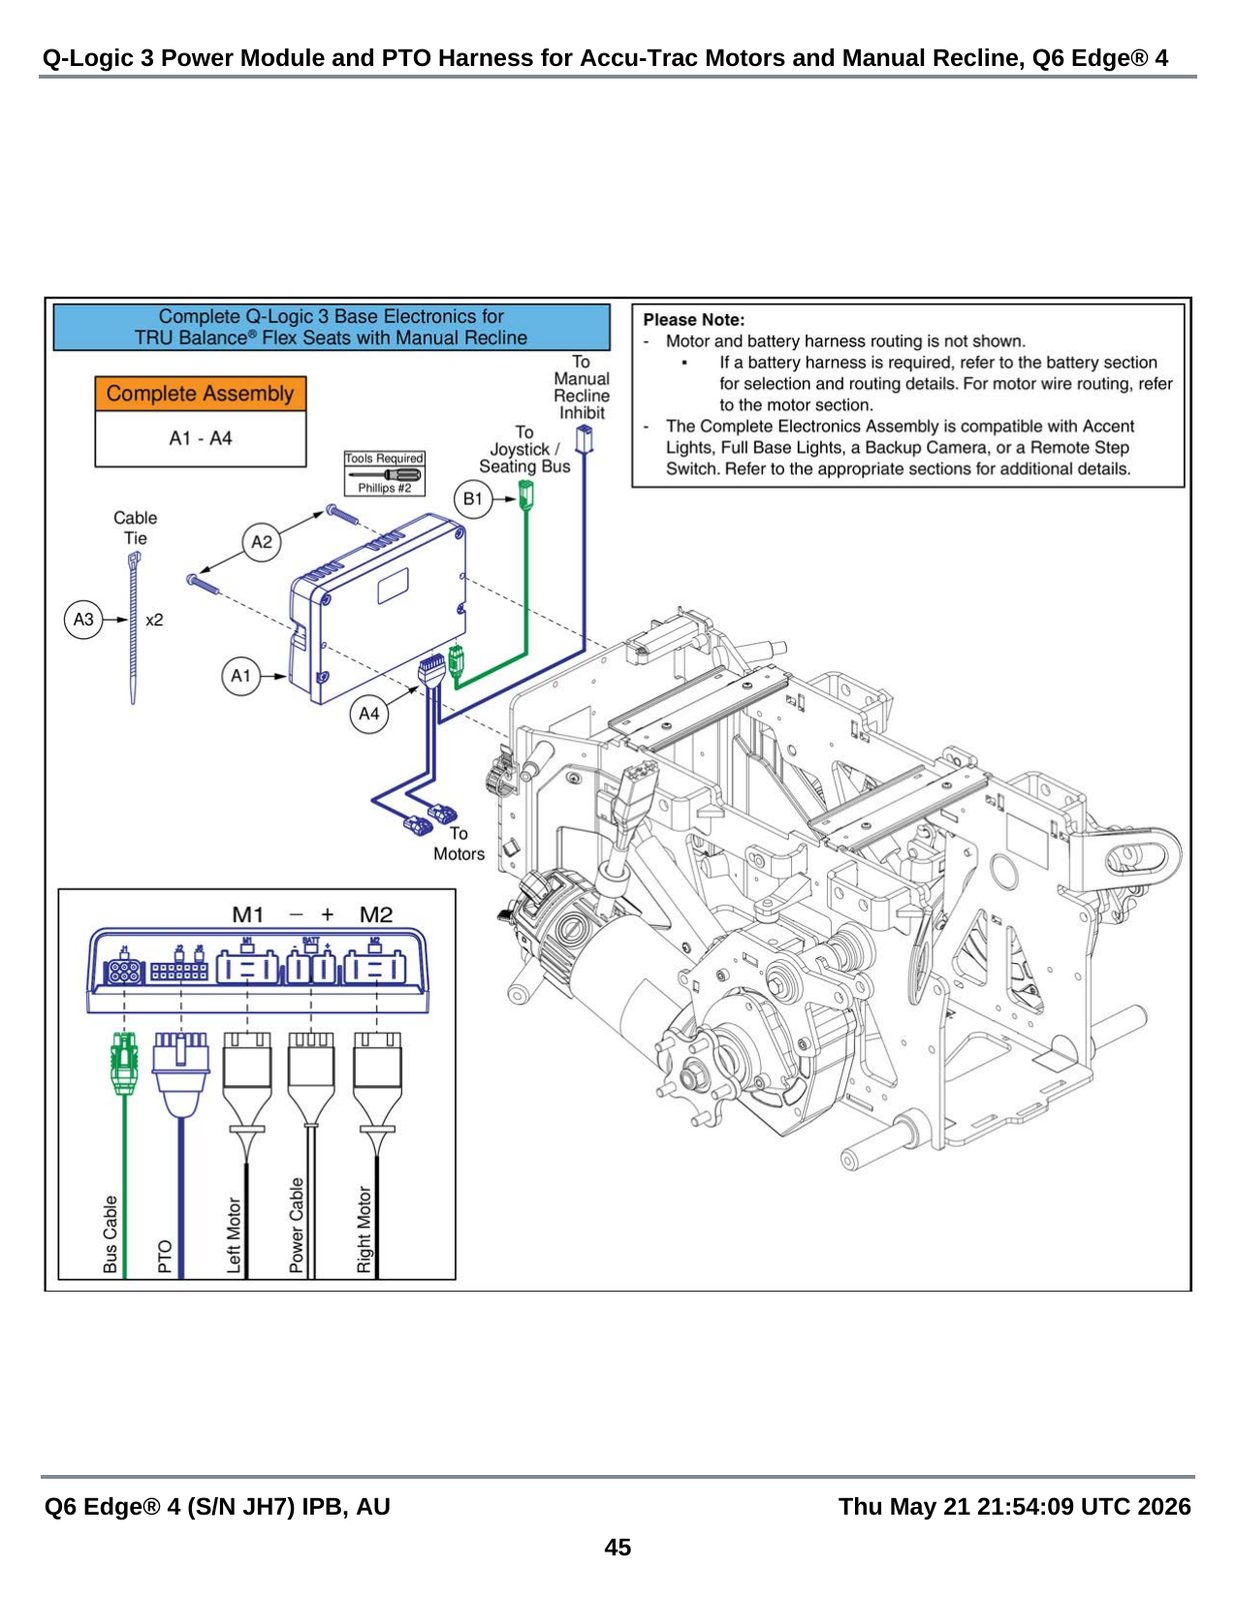 Q-Logic 3 Power Module and PTO Harness for Accu-Trac Motors and Manual Recline, Q6 Edge® 4
Complete Q-Logic 3 Base Electronics for
TRU Balance® Flex Seats with Manual Recline
Please Note:
- Motor and battery harness routing is not shown.
▪ If a battery harness is required, refer to the battery section
for selection and routing details. For motor wire routing, refer
to the motor section.
- The Complete Electronics Assembly is compatible with Accent
Lights, Full Base Lights, a Backup Camera, or a Remote Step
Switch. Refer to the appropriate sections for additional details.
Complete Assembly
A1 - A4
To
Manual
Recline
Inhibit
To
Joystick /
Seating Bus
Tools Required
Phillips #2
B1
Cable
Tie
A2
A3
x2
A1
A4
To
Motors
M1 – + M2
J1
J2
M1
BATT
- +
M2
Bus Cable
PTO
Left Motor
Power Cable
Right Motor
Q6 Edge® 4 (S/N JH7) IPB, AU
Thu May 21 21:54:09 UTC 2026
45